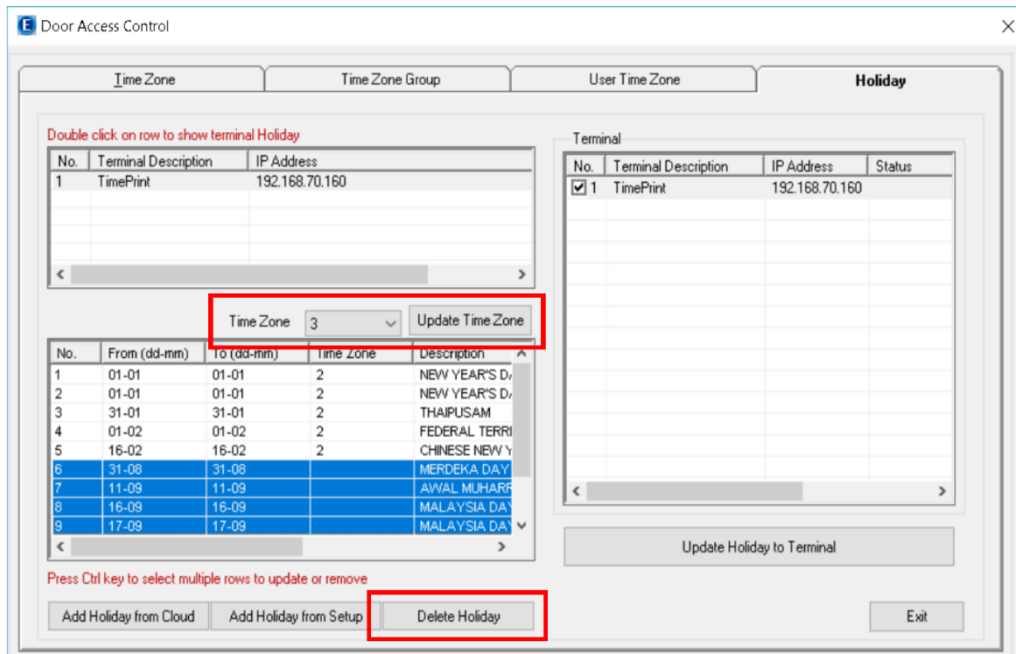 Door Access Control
Time Zone Time Zone Group User Time Zone Holiday
Double click on row to show terminal Holiday
No. Terminal Description IP Address
1 TimePrint 192.168.70.160
Terminal
No. Terminal Description IP Address Status
1 TimePrint 192.168.70.160
Time Zone 3 Update Time Zone
No. From (dd-mm) To (dd-mm) Time Zone Description
1 01-01 01-01 2 NEW YEAR'S DA
2 01-01 01-01 2 NEW YEAR'S DA
3 31-01 31-01 2 THAIPUSAM
4 01-02 01-02 2 FEDERAL TERRI
5 16-02 16-02 2 CHINESE NEW Y
6 31-08 31-08 MERDEKA DAY
7 11-09 11-09 AWAL MUHARR
8 16-09 16-09 MALAYSIA DAY
9 17-09 17-09 MALAYSIA DAY
Update Holiday to Terminal
Press Ctrl key to select multiple rows to update or remove
Add Holiday from Cloud Add Holiday from Setup Delete Holiday Exit